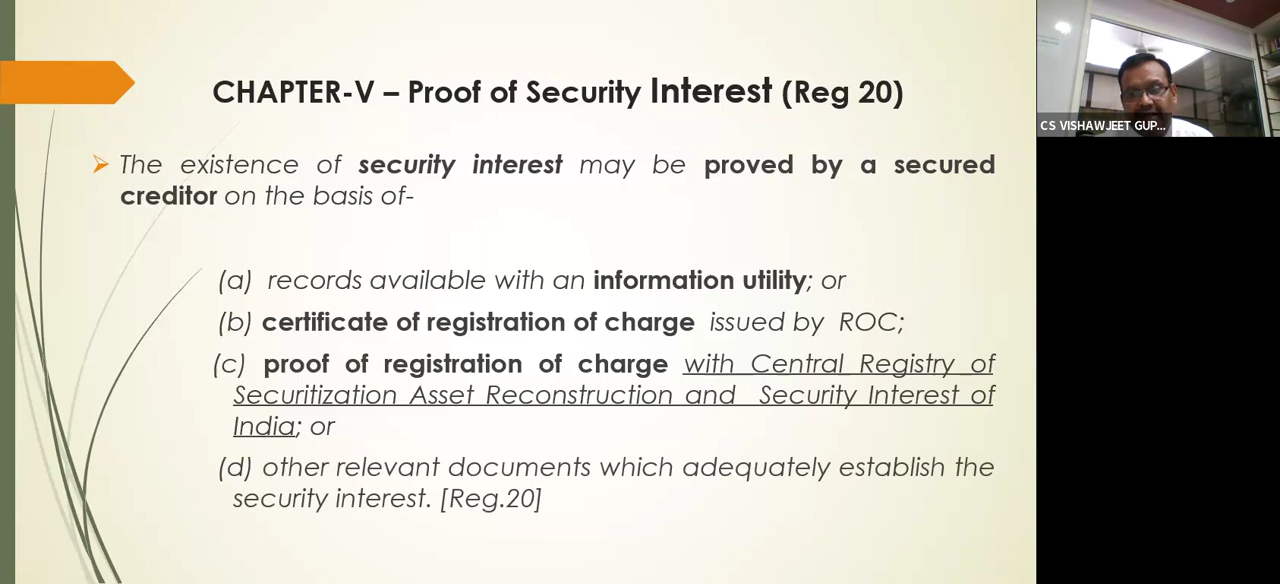 CHAPTER-V – Proof of Security Interest (Reg 20)
The existence of security interest may be proved by a secured
creditor on the basis of-
(a) records available with an information utility; or
(b) certificate of registration of charge issued by ROC;
(c) proof of registration of charge with Central Registry of
Securitization Asset Reconstruction and Security Interest of
India; or
(d) other relevant documents which adequately establish the
security interest. [Reg.20]
CS VISHAWJEET GUP...